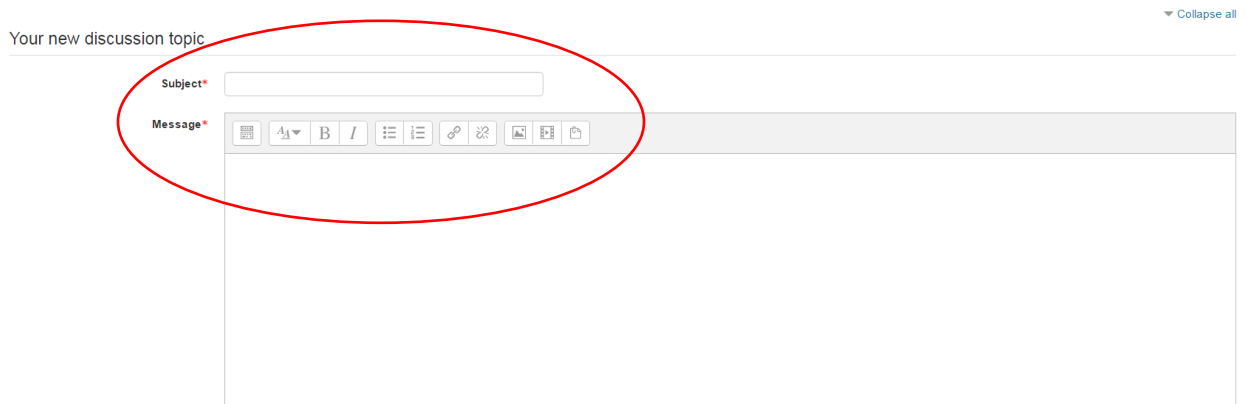 Collapse all
Your new discussion topic
Subject*
Message*
B I